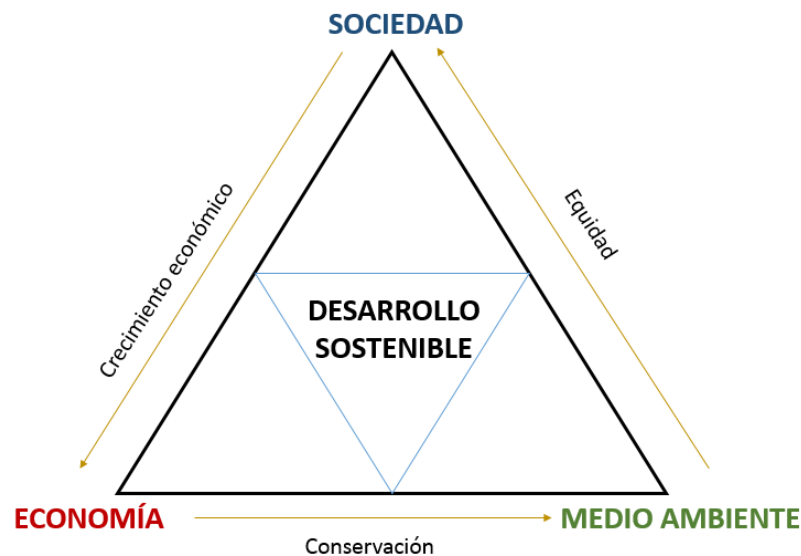 SOCIEDAD
Crecimiento económico
Equidad
DESARROLLO
SOSTENIBLE
ECONOMÍA
MEDIO AMBIENTE
Conservación